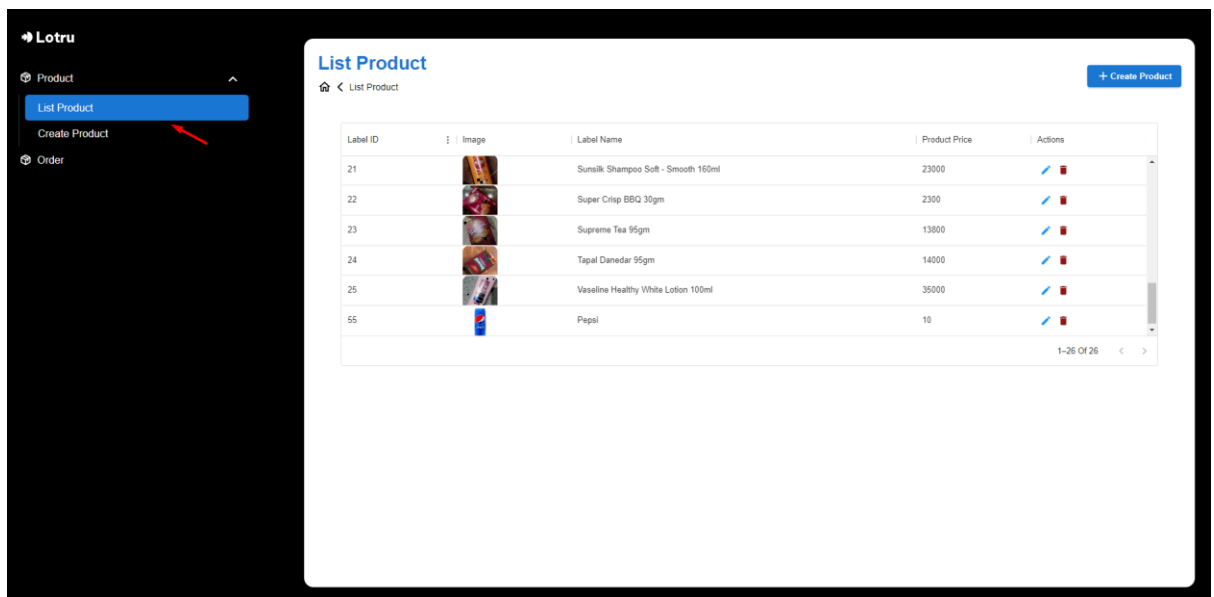 Lotru
Product
List Product
Create Product
Order
List Product
List Product
+ Create Product
Label ID Image Label Name Product Price Actions
21 Sunsilk Shampoo Soft - Smooth 160ml 23000
22 Super Crisp BBQ 30gm 2300
23 Supreme Tea 95gm 13800
24 Tapal Danedar 95gm 14000
25 Vaseline Healthy White Lotion 100ml 35000
55 Pepsi 10
1–26 Of 26